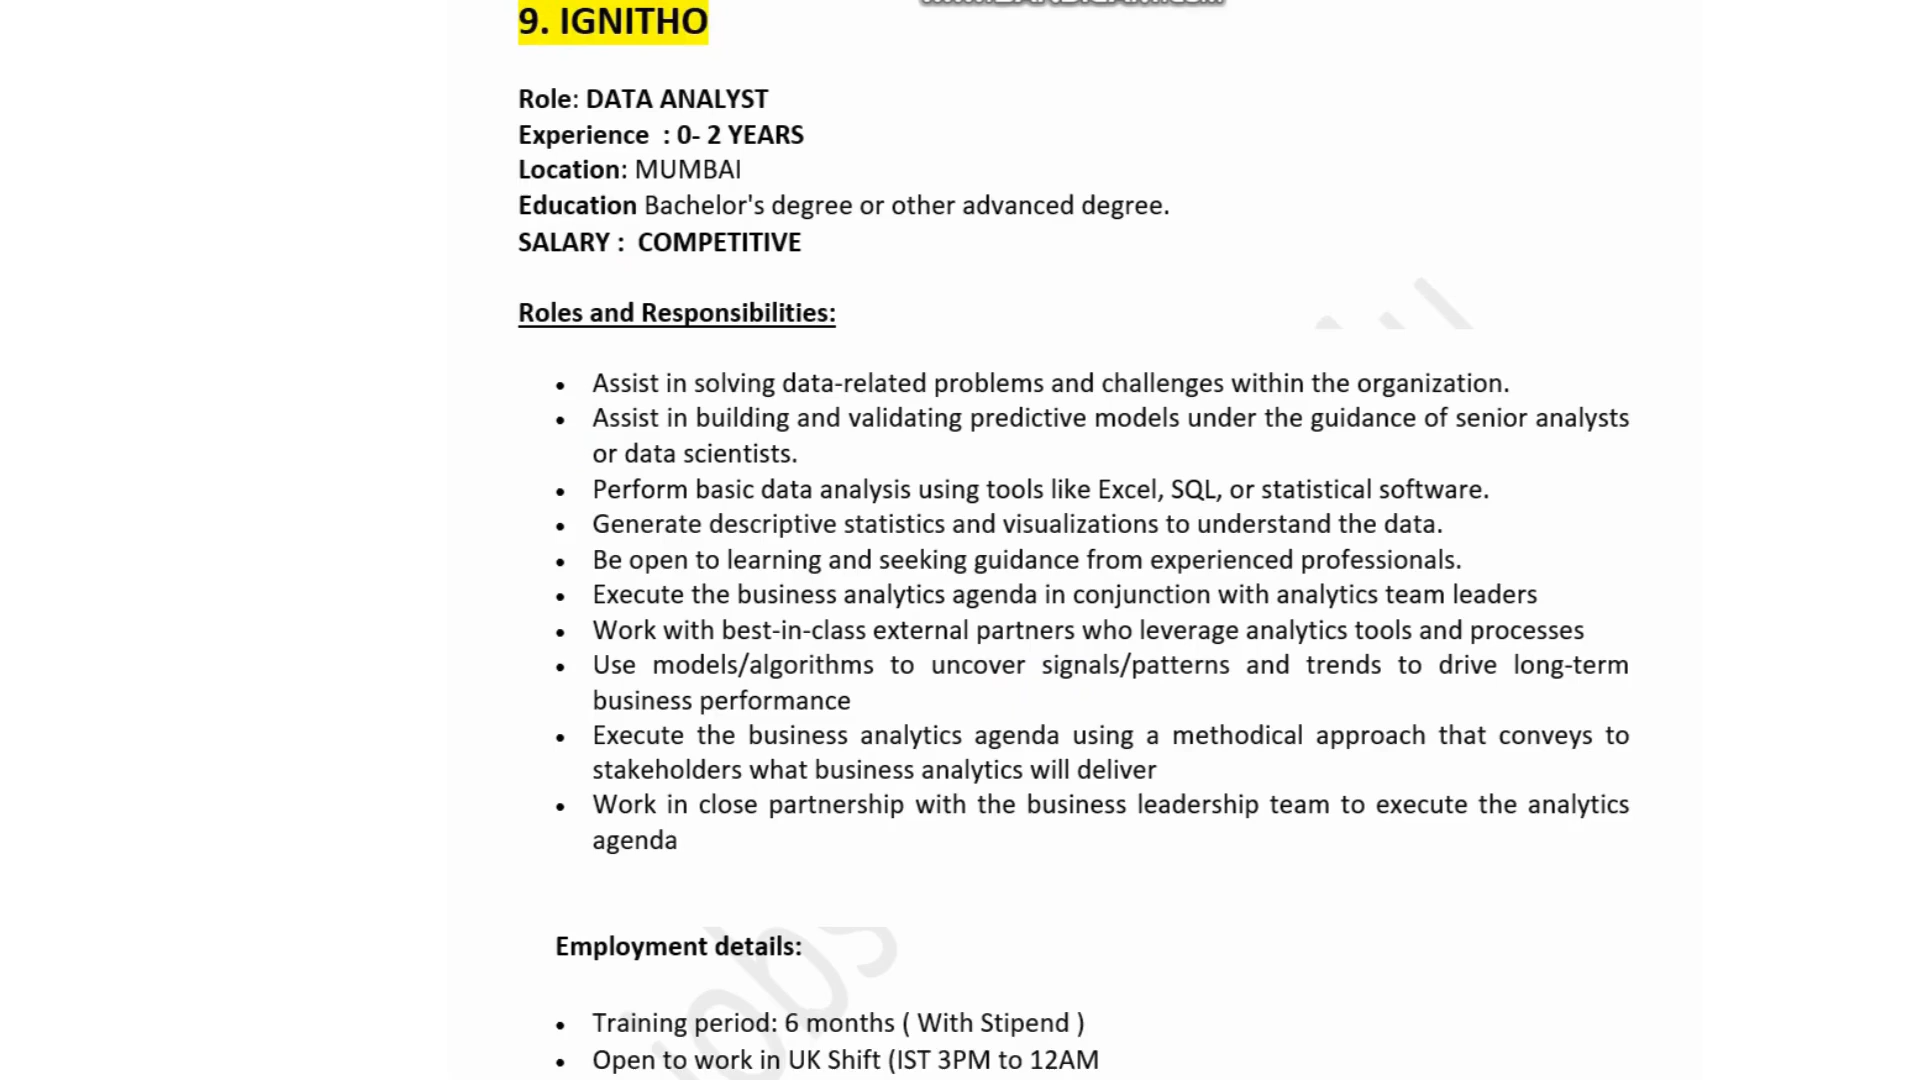 9. IGNITHO
Role: DATA ANALYST
Experience : 0- 2 YEARS
Location: MUMBAI
Education Bachelor's degree or other advanced degree.
SALARY : COMPETITIVE
Roles and Responsibilities:
• Assist in solving data-related problems and challenges within the organization.
• Assist in building and validating predictive models under the guidance of senior analysts
or data scientists.
• Perform basic data analysis using tools like Excel, SQL, or statistical software.
• Generate descriptive statistics and visualizations to understand the data.
• Be open to learning and seeking guidance from experienced professionals.
• Execute the business analytics agenda in conjunction with analytics team leaders
• Work with best-in-class external partners who leverage analytics tools and processes
• Use models/algorithms to uncover signals/patterns and trends to drive long-term
business performance
• Execute the business analytics agenda using a methodical approach that conveys to
stakeholders what business analytics will deliver
• Work in close partnership with the business leadership team to execute the analytics
agenda
Employment details:
• Training period: 6 months ( With Stipend )
• Open to work in UK Shift (IST 3PM to 12AM